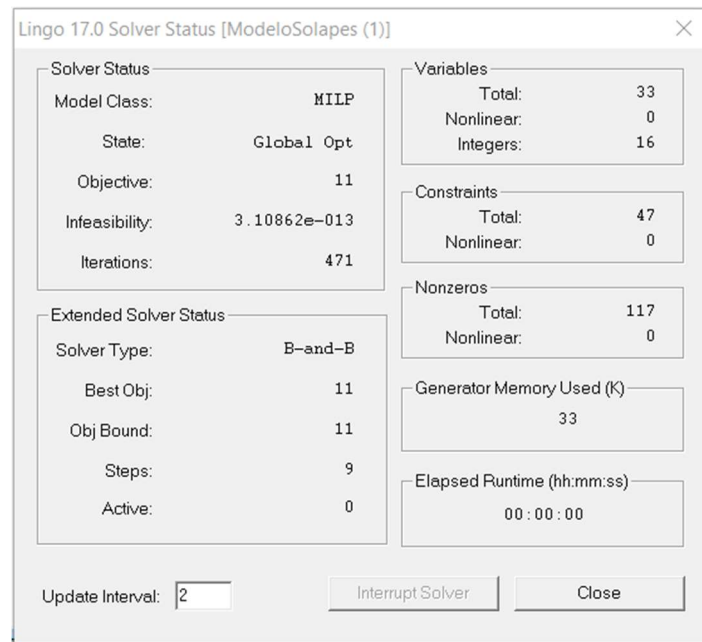 Lingo 17.0 Solver Status [ModeloSolapes (1)]
Solver Status
Model Class: MILP
State: Global Opt
Objective: 11
Infeasibility: 3.10862e-013
Iterations: 471
Extended Solver Status
Solver Type: B-and-B
Best Obj: 11
Obj Bound: 11
Steps: 9
Active: 0
Variables
Total: 33
Nonlinear: 0
Integers: 16
Constraints
Total: 47
Nonlinear: 0
Nonzeros
Total: 117
Nonlinear: 0
Generator Memory Used (K)
33
Elapsed Runtime (hh:mm:ss)
00:00:00
Update Interval: 2
Interrupt Solver
Close